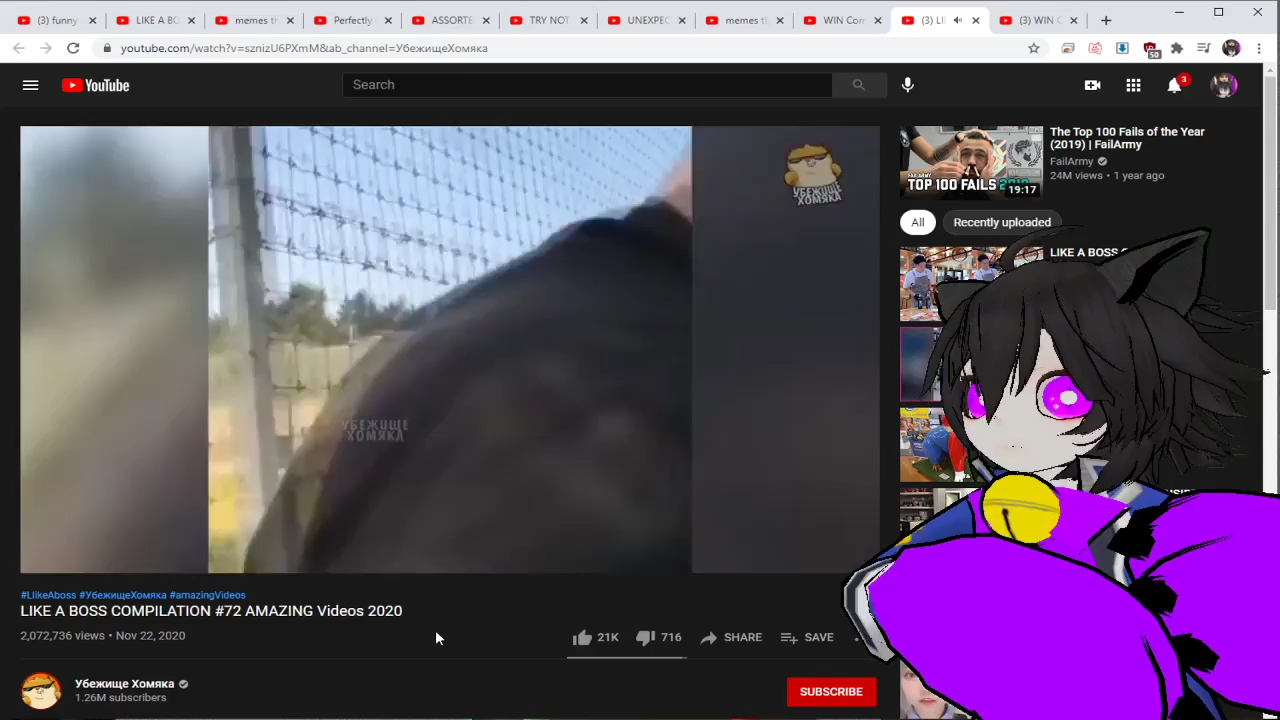 (3) funny
LIKE A BO
memes th
Perfectly
ASSORTE
TRY NOT
UNEXPEC
memes th
WIN Com
(3) LI
(3) WIN C
youtube.com/watch?v=sznizU6PXmM&ab_channel=УбежищеХомяка
50
YouTube
Search
3
УБЕЖИЩЕ
ХОМЯКА
УБЕЖИЩЕ
ХОМЯКА
FAILARMY
TOP 100 FAILS
19:17
The Top 100 Fails of the Year
(2019) | FailArmy
FailArmy
24M views • 1 year ago
All
Recently uploaded
LIKE A BOSS
#LlikeAboss #УбежищеХомяка #amazingVideos
LIKE A BOSS COMPILATION #72 AMAZING Videos 2020
2,072,736 views • Nov 22, 2020
21K
716
SHARE
SAVE
Убежище Хомяка
1.26M subscribers
SUBSCRIBE